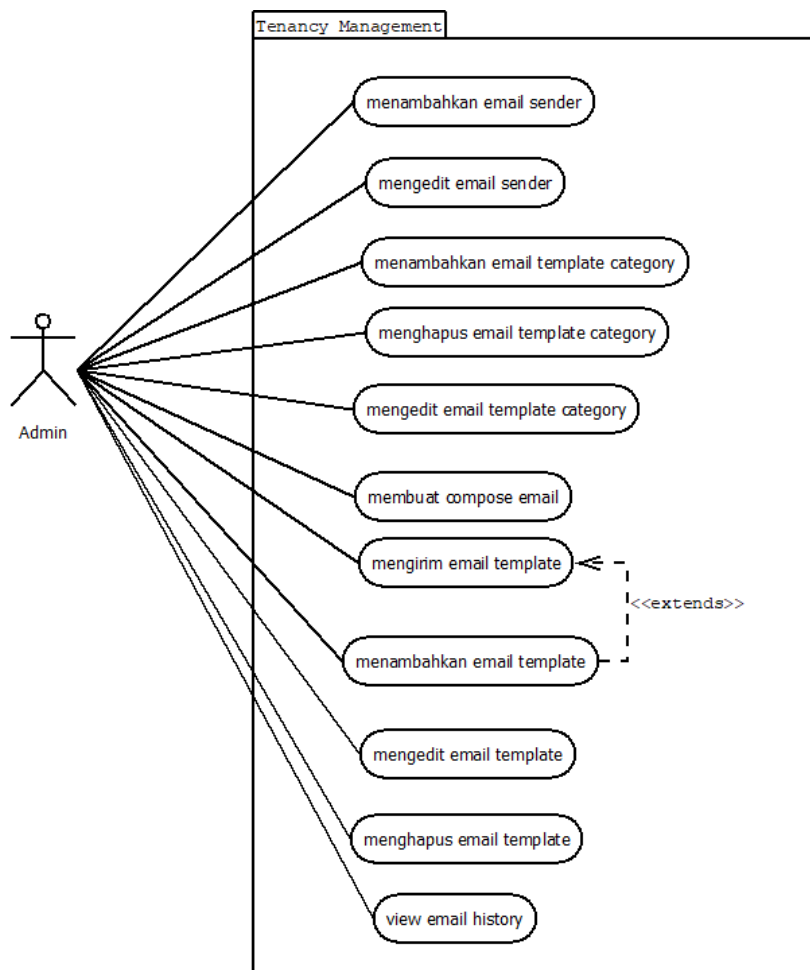 Tenancy Management
menambahkan email sender
mengedit email sender
menambahkan email template category
menghapus email template category
mengedit email template category
Admin
membuat compose email
mengirim email template
<<extends>>
menambahkan email template
mengedit email template
menghapus email template
view email history